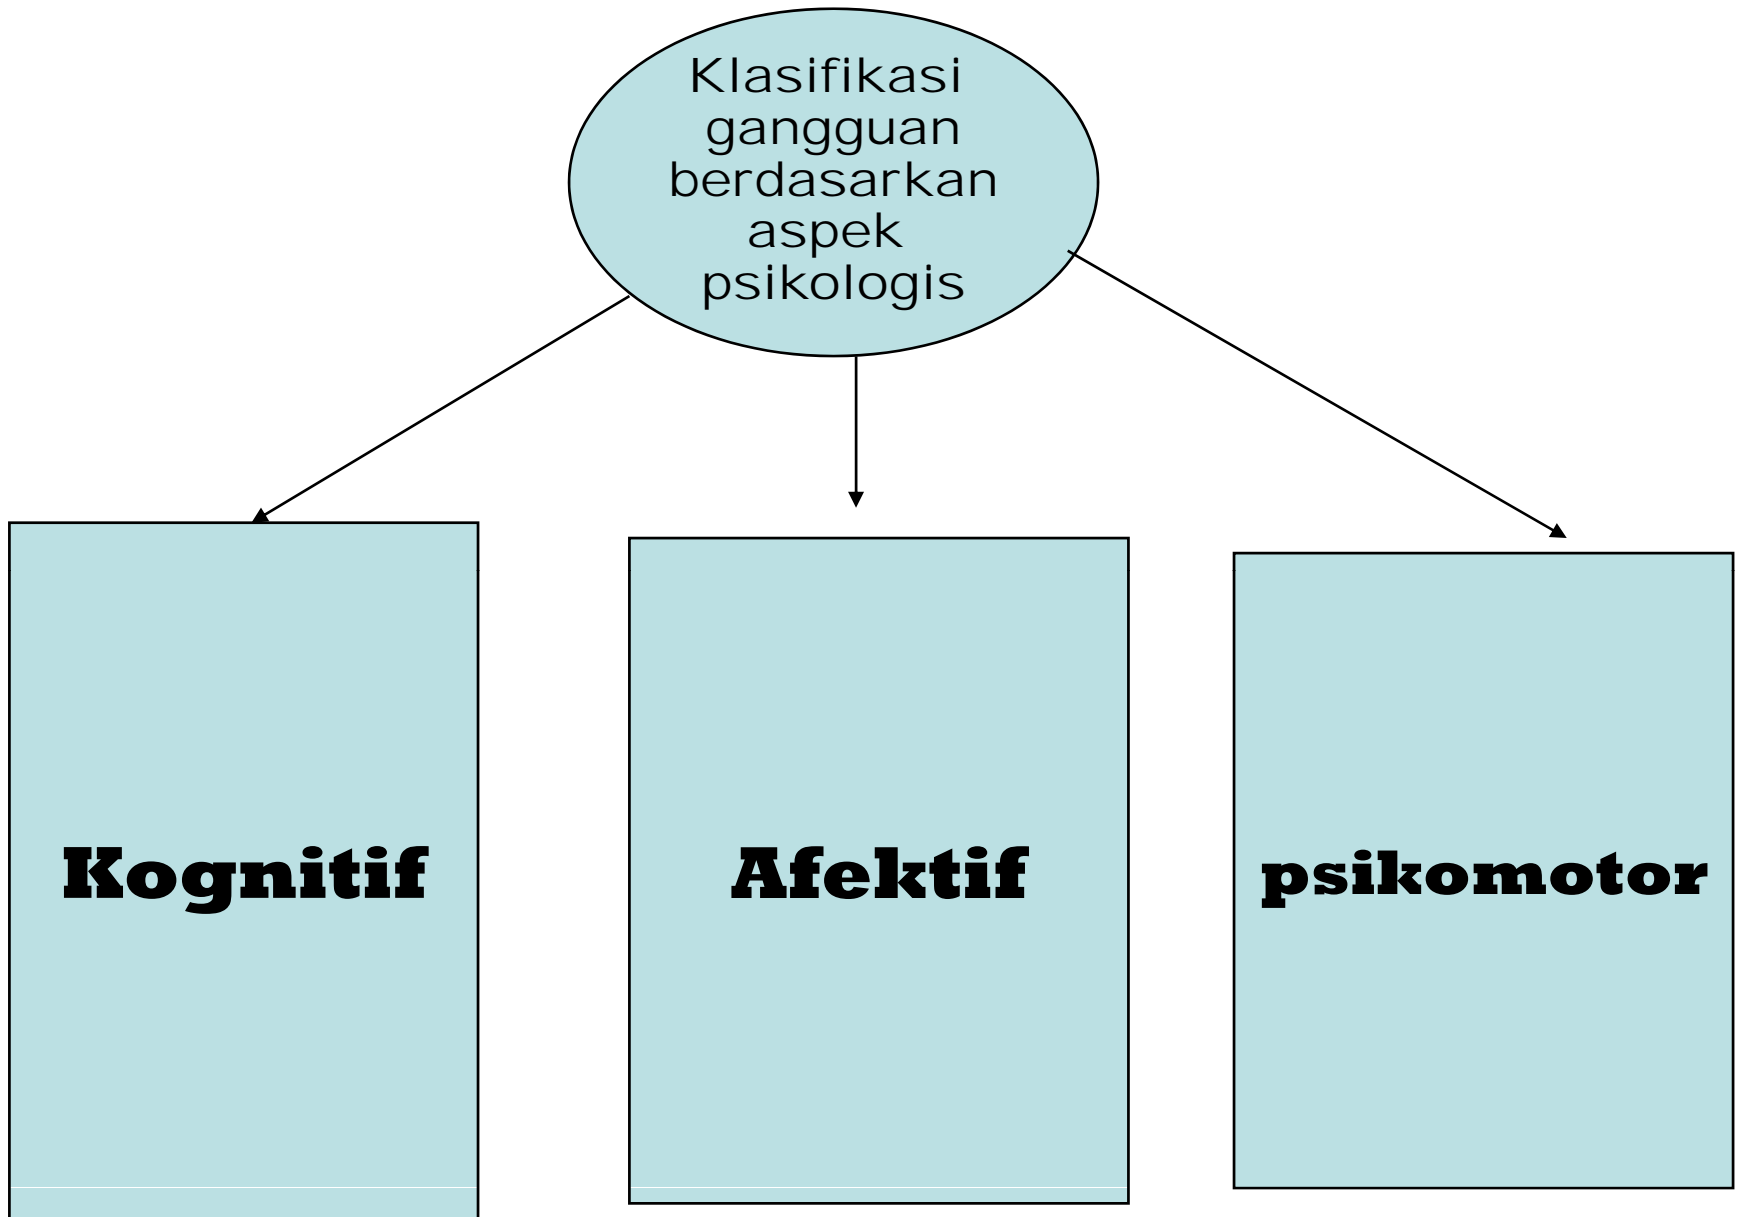 Klasifikasi
gangguan
berdasarkan
aspek
psikologis
Kognitif
Afektif
psikomotor